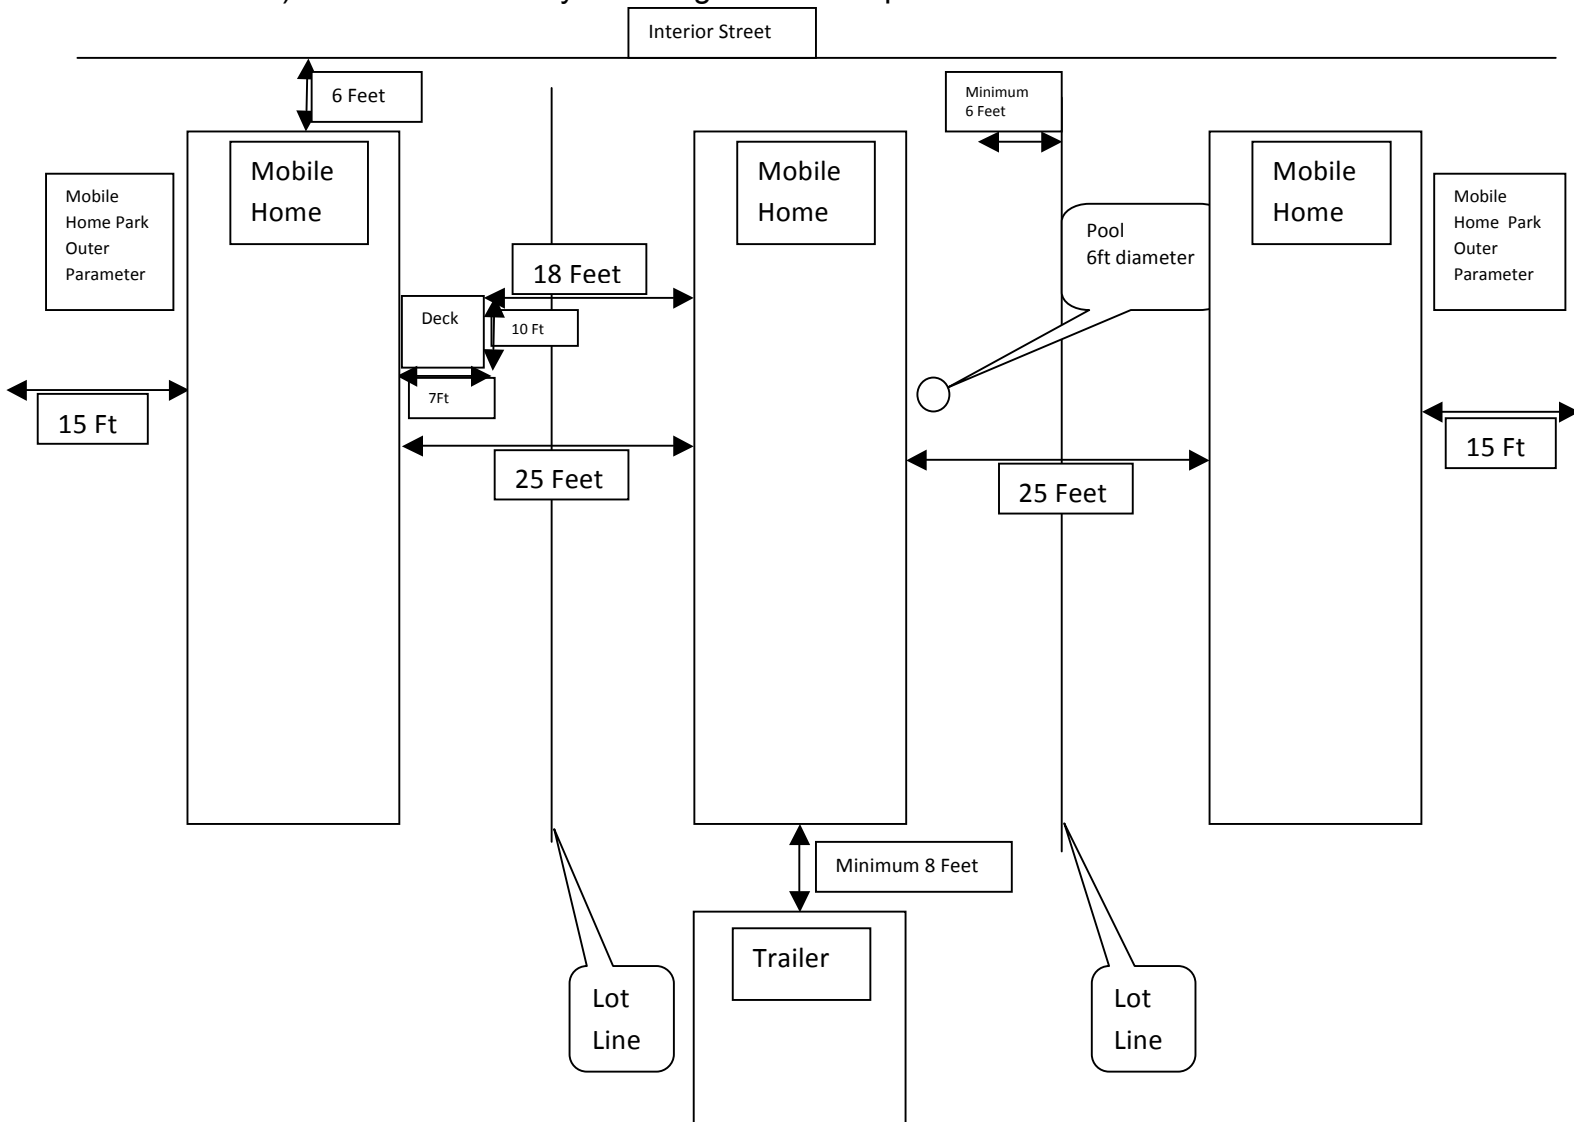 Interior Street
6 Feet
Minimum
6 Feet
Mobile
Home
Mobile
Home
Mobile
Home
Mobile
Home Park
Outer
Parameter
Mobile
Home Park
Outer
Parameter
Pool
6ft diameter
18 Feet
Deck
10 Ft
7Ft
15 Ft
25 Feet
25 Feet
15 Ft
Minimum 8 Feet
Trailer
Lot
Line
Lot
Line